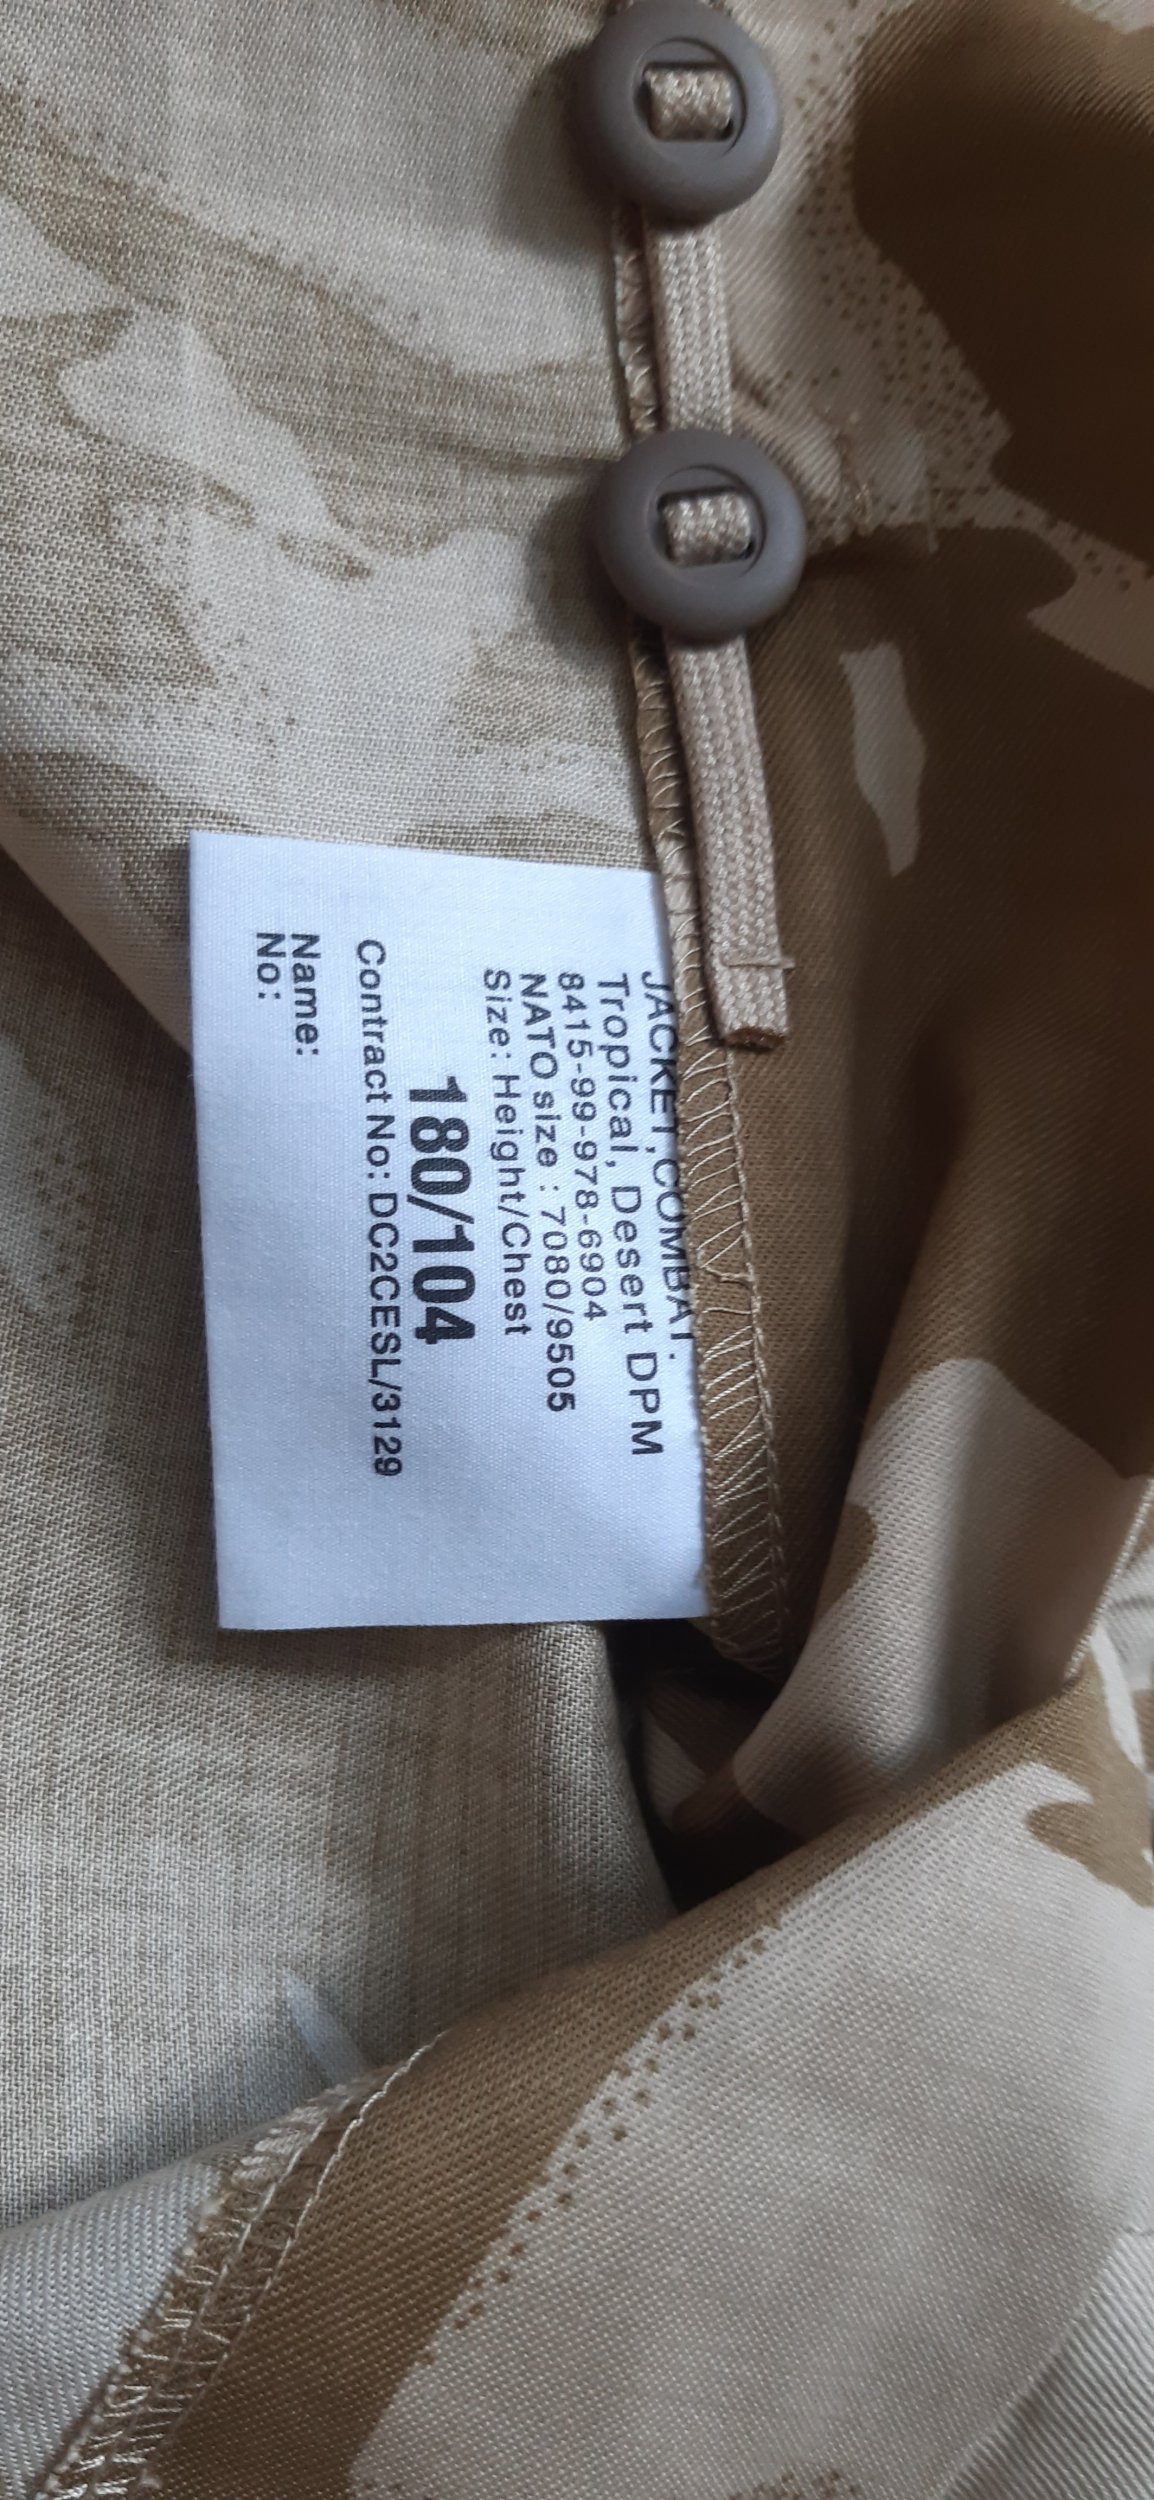 JACKET, COMBAT.
Tropical, Desert DPM
8415-99-978-6904
NATO size : 7080/9505
Size: Height/Chest
180/104
Contract No: DC2CESL/3129
Name:
No: